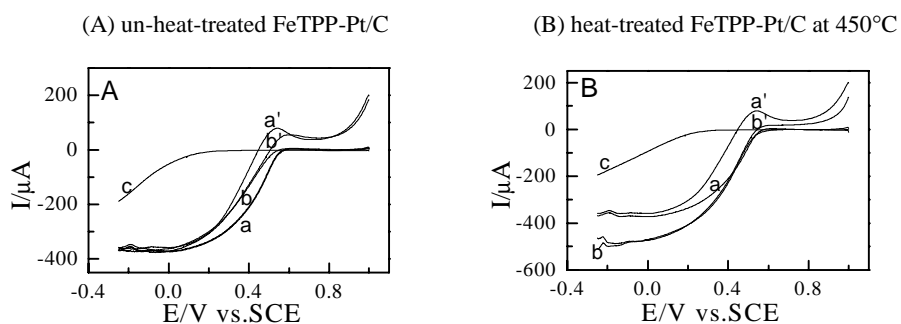 (A) un-heat-treated FeTPP-Pt/C
(B) heat-treated FeTPP-Pt/C at 450°C
A
200
0
-200
-400
I/μA
a'
b'
c
b
a
-0.4
0.0
0.4
0.8
E/V vs.SCE
B
200
0
-200
-400
-600
I/μA
a'
b'
c
a
b
-0.4
0.0
0.4
0.8
E/V vs.SCE